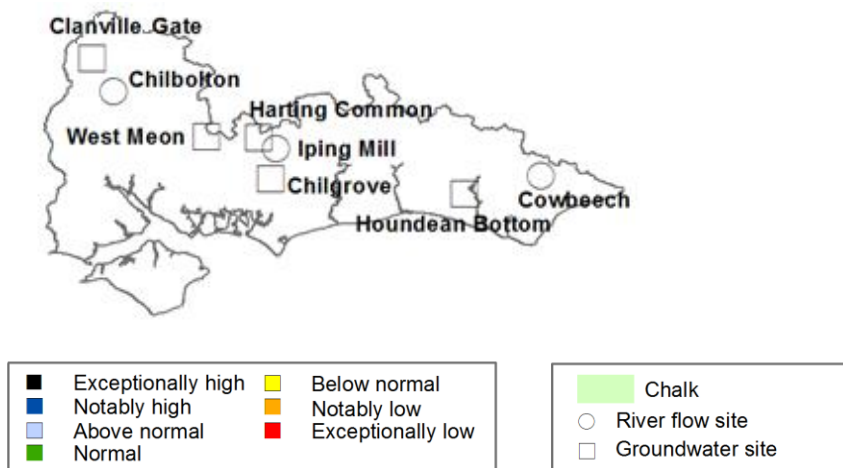 Clanville Gate
Chilbolton
Harting Common
West Meon
Iping Mill
Chilgrove
Cowbeech
Houndean Bottom
Exceptionally high
Notably high
Above normal
Normal
Below normal
Notably low
Exceptionally low
Chalk
River flow site
Groundwater site